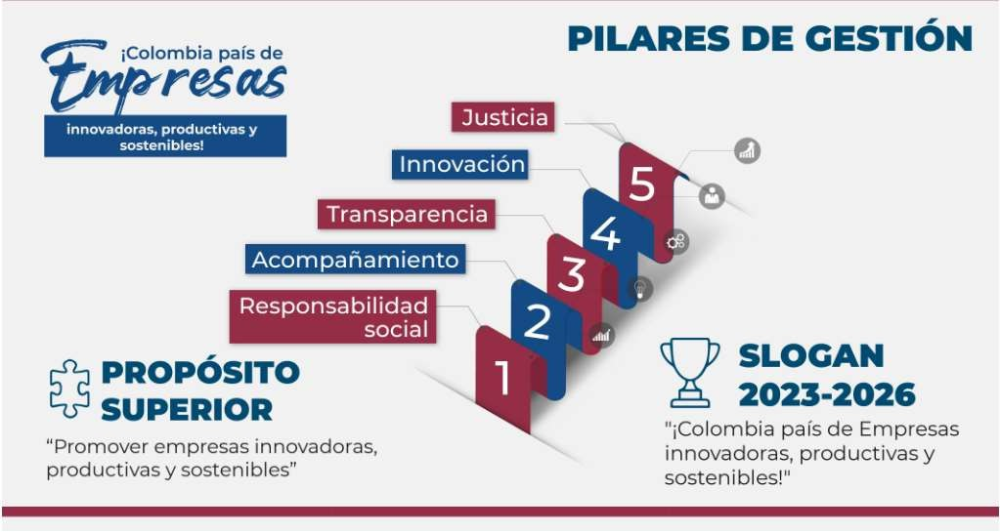 ¡Colombia país de
Empresas
innovadoras, productivas y
sostenibles!
PILARES DE GESTIÓN
Justicia
5
Innovación
4
Transparencia
3
Acompañamiento
2
Responsabilidad
social
1
PROPÓSITO
SUPERIOR
“Promover empresas innovadoras,
productivas y sostenibles”
SLOGAN
2023-2026
"¡Colombia país de Empresas
innovadoras, productivas y
sostenibles!"